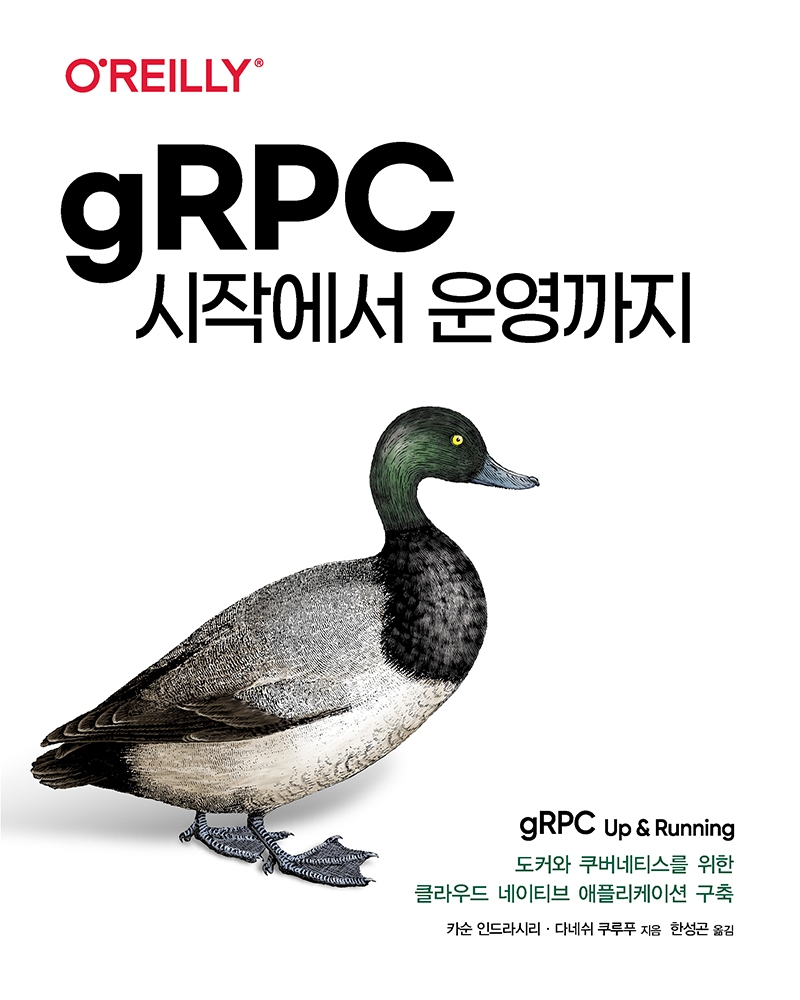 O'REILLY®
gRPC
시작에서 운영까지
gRPC Up & Running
도커와 쿠버네티스를 위한
클라우드 네이티브 애플리케이션 구축
카순 인드라시리 · 다네쉬 쿠루푸 지음 한성곤 옮김